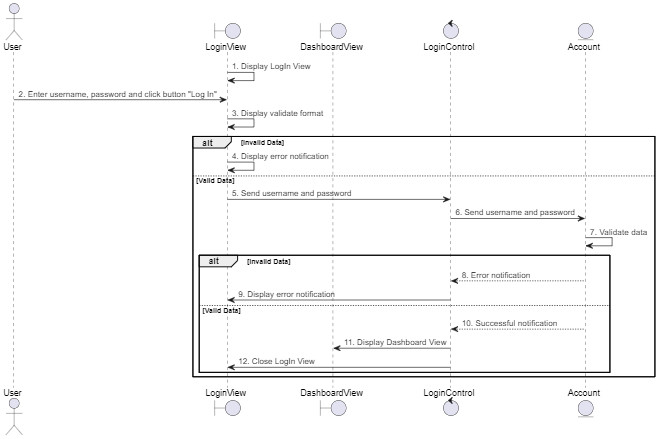 User
LoginView
DashboardView
LoginControl
Account
1. Display LogIn View
2. Enter username, password and click button "Log In"
3. Display validate format
alt
[Invalid Data]
4. Display error notification
[Valid Data]
5. Send username and password
6. Send username and password
7. Validate data
alt
[Invalid Data]
8. Error notification
9. Display error notification
[Valid Data]
10. Successful notification
11. Display Dashboard View
12. Close LogIn View
User
LoginView
DashboardView
LoginControl
Account